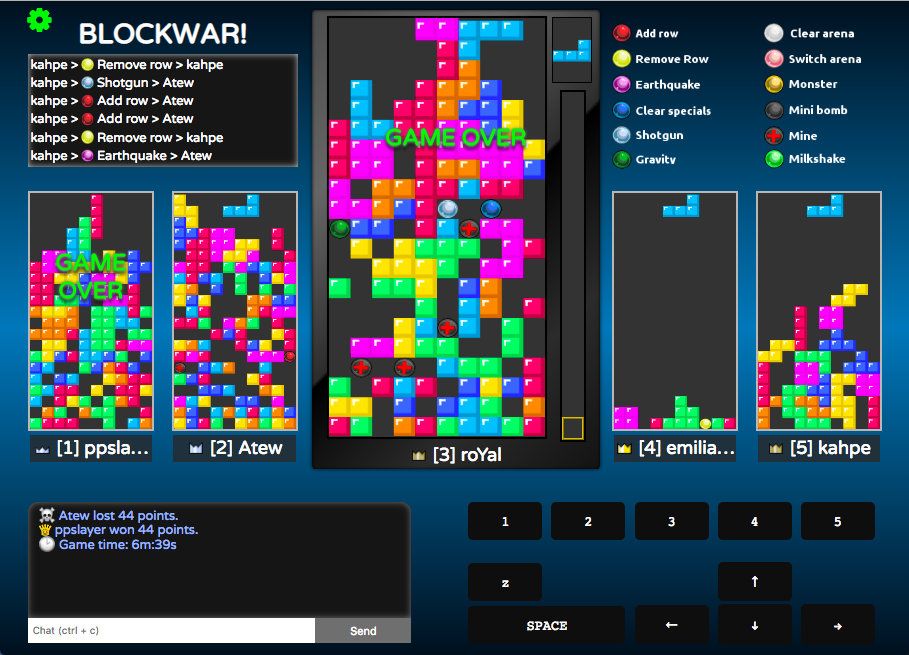 BLOCKWAR!
kahpe > Remove row > kahpe
kahpe > Shotgun > Atew
kahpe > Add row > Atew
kahpe > Add row > Atew
kahpe > Remove row > kahpe
kahpe > Earthquake > Atew
GAME OVER
Add row
Remove Row
Earthquake
Clear specials
Shotgun
Gravity
Clear arena
Switch arena
Monster
Mini bomb
Mine
Milkshake
GAME
OVER
[1] ppsla...
[2] Atew
[3] roYal
[4] emilia...
[5] kahpe
Atew lost 44 points.
ppslayer won 44 points.
Game time: 6m:39s
Chat (ctrl + c)
Send
1 2 3 4 5
z ↑
SPACE ← ↓ →